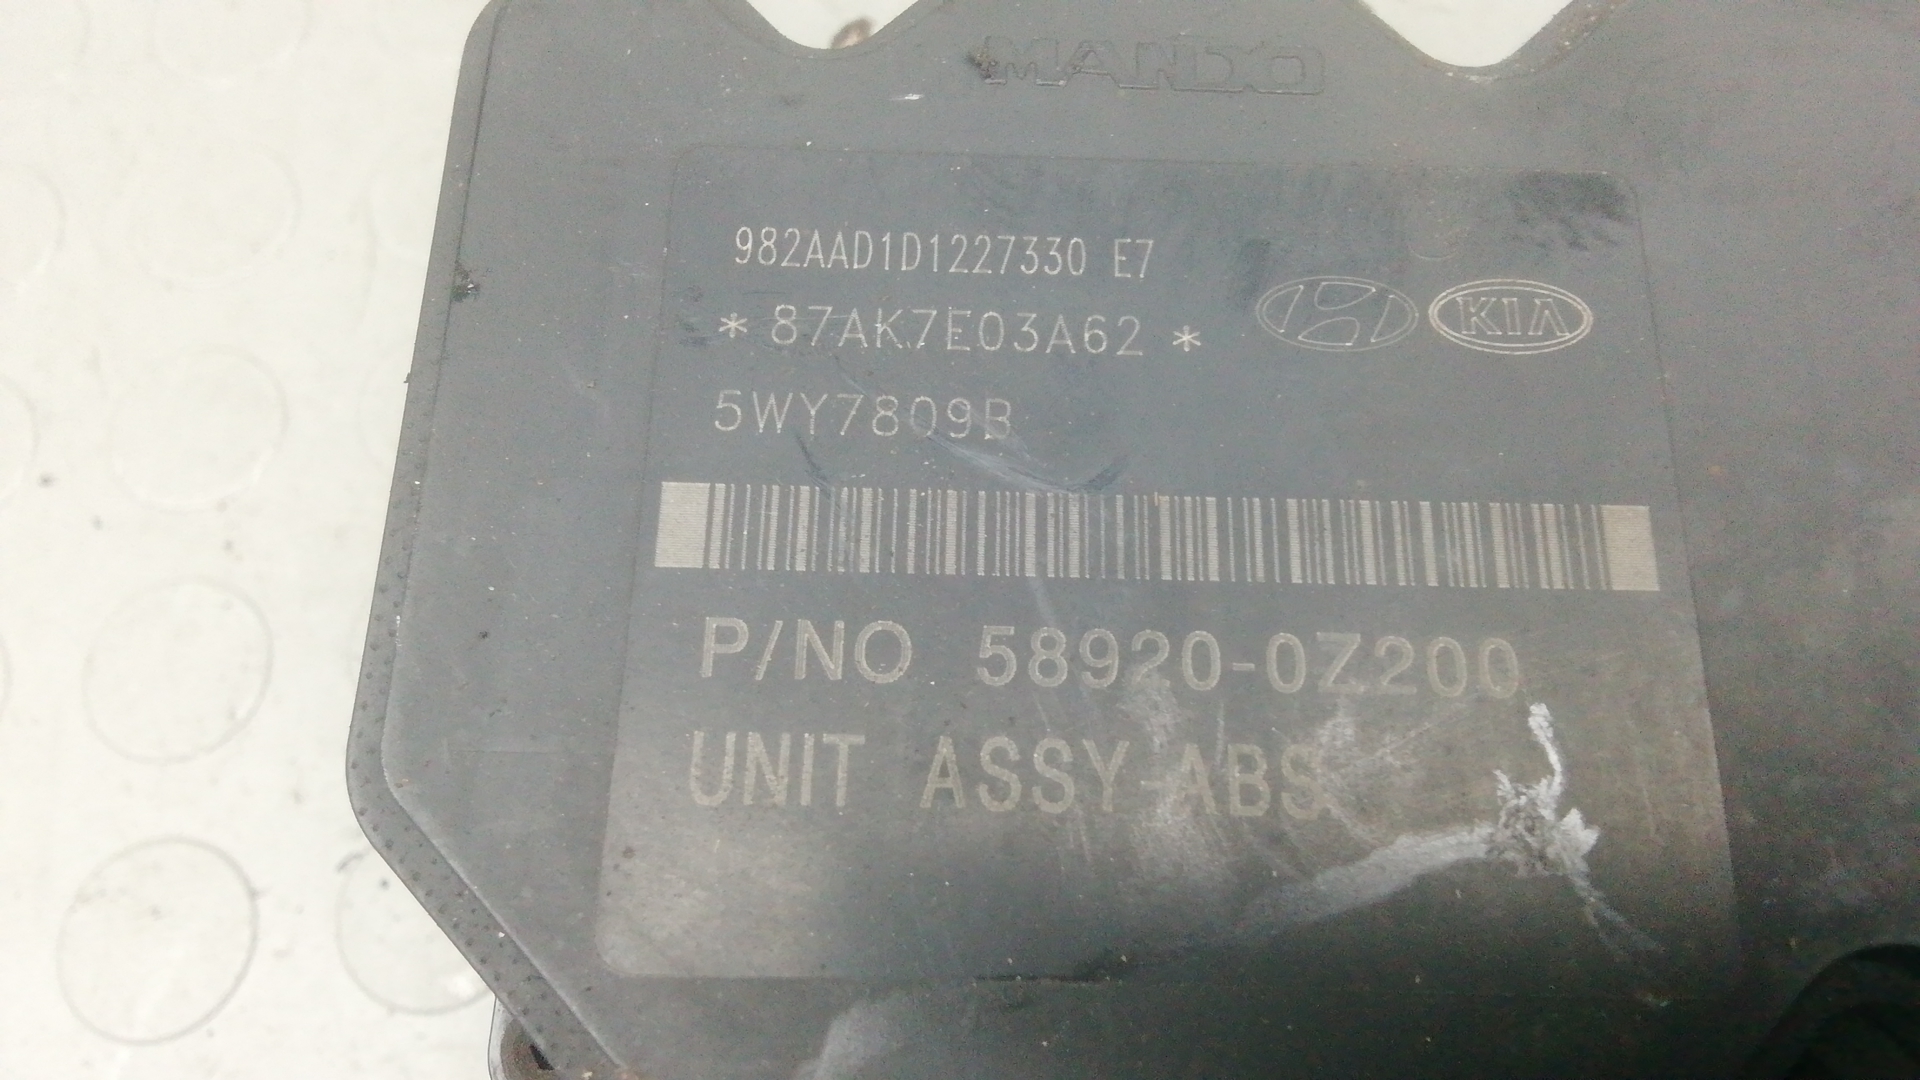 MANDO
982AAD1D1227330 E7
*87AK7E03A62*
KIA
5WY7809B
P/NO 58920-0Z200
UNIT ASSY-ABS